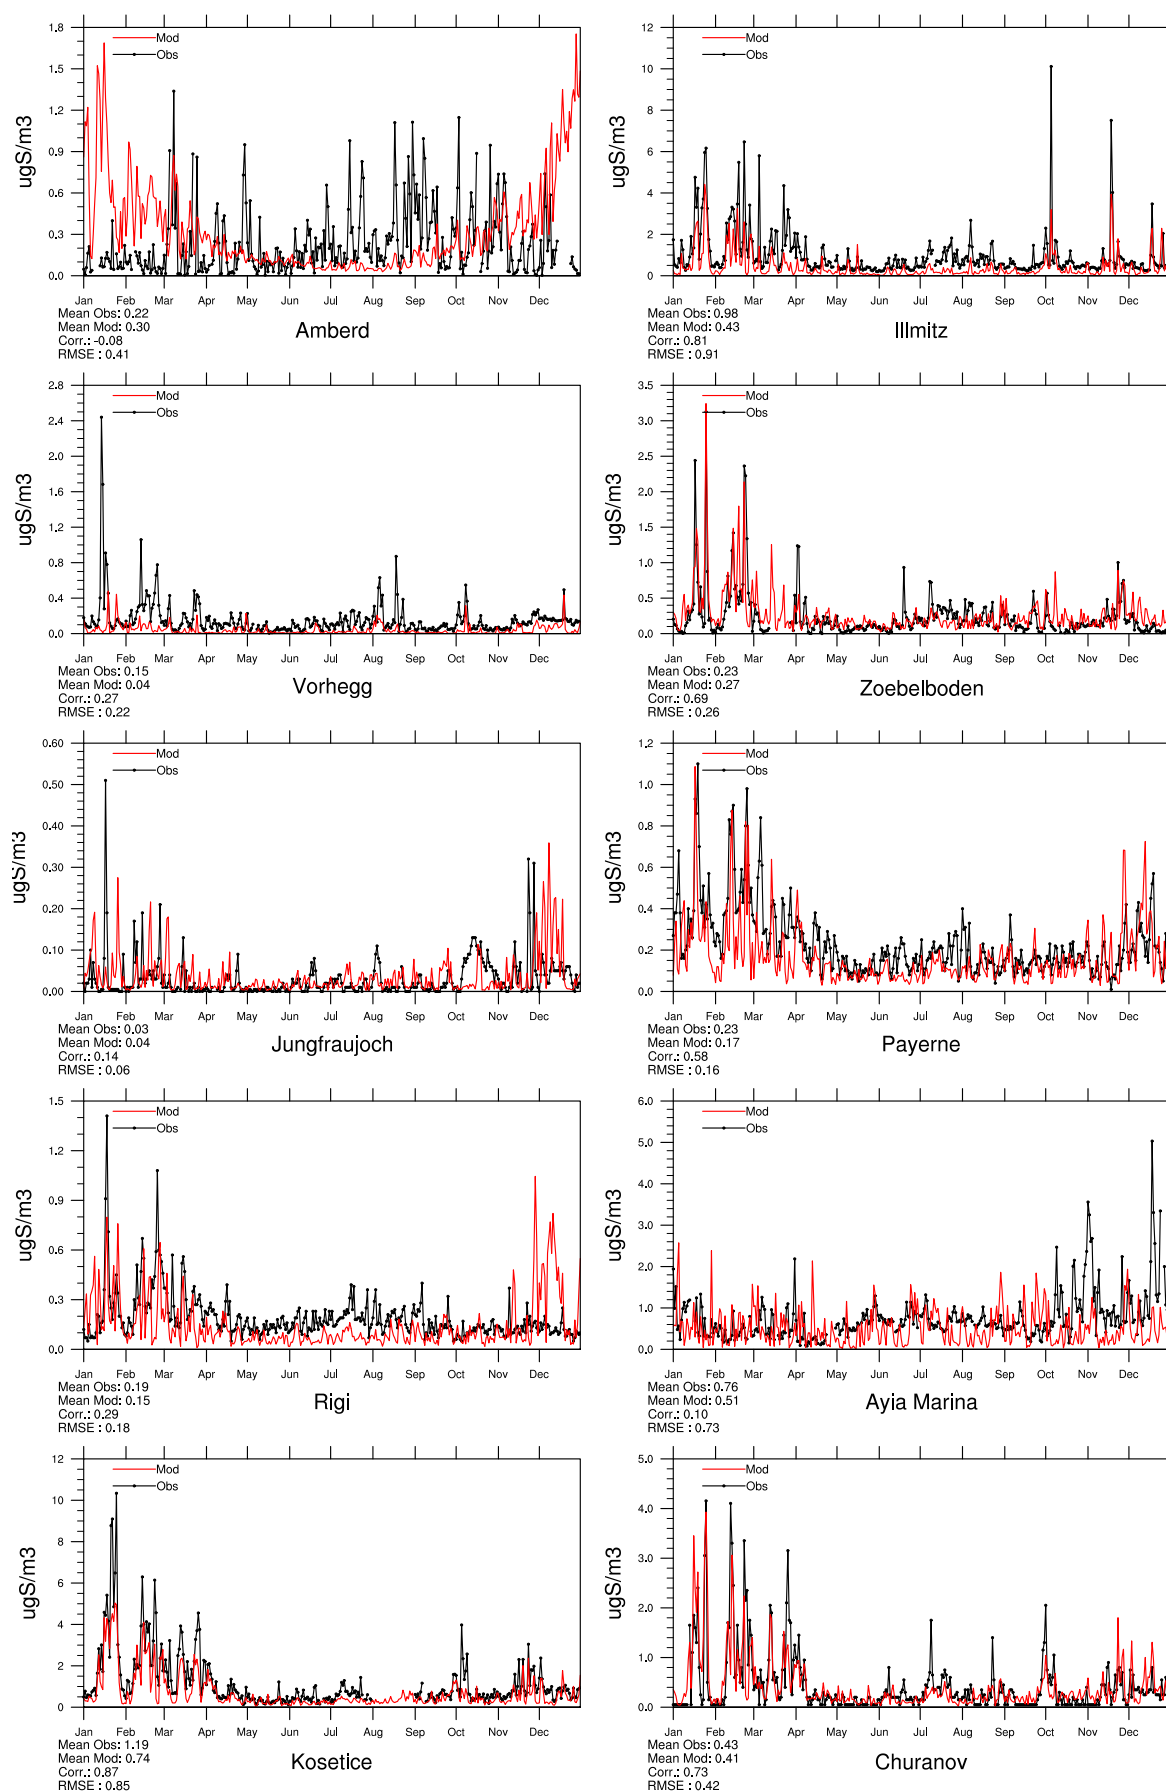 1.8
1.5
1.2
0.9
0.6
0.3
0.0
ugS/m3
Mod
Obs
Jan Feb Mar Apr May Jun Jul Aug Sep Oct Nov Dec
Mean Obs: 0.22
Mean Mod: 0.30
Corr.: -0.08
RMSE : 0.41
Amberd
12
10
8
6
4
2
0
ugS/m3
Mod
Obs
Jan Feb Mar Apr May Jun Jul Aug Sep Oct Nov Dec
Mean Obs: 0.98
Mean Mod: 0.43
Corr.: 0.81
RMSE : 0.91
Illmitz
2.8
2.4
2.0
1.6
1.2
0.8
0.4
0.0
ugS/m3
Mod
Obs
Jan Feb Mar Apr May Jun Jul Aug Sep Oct Nov Dec
Mean Obs: 0.15
Mean Mod: 0.04
Corr.: 0.27
RMSE : 0.22
Vorhegg
3.5
3.0
2.5
2.0
1.5
1.0
0.5
0.0
ugS/m3
Mod
Obs
Jan Feb Mar Apr May Jun Jul Aug Sep Oct Nov Dec
Mean Obs: 0.23
Mean Mod: 0.27
Corr.: 0.69
RMSE : 0.26
Zoebelboden
0.60
0.50
0.40
0.30
0.20
0.10
0.00
ugS/m3
Mod
Obs
Jan Feb Mar Apr May Jun Jul Aug Sep Oct Nov Dec
Mean Obs: 0.03
Mean Mod: 0.04
Corr.: 0.14
RMSE : 0.06
Jungfraujoch
1.2
1.0
0.8
0.6
0.4
0.2
0.0
ugS/m3
Mod
Obs
Jan Feb Mar Apr May Jun Jul Aug Sep Oct Nov Dec
Mean Obs: 0.23
Mean Mod: 0.17
Corr.: 0.58
RMSE : 0.16
Payerne
1.5
1.2
0.9
0.6
0.3
0.0
ugS/m3
Mod
Obs
Jan Feb Mar Apr May Jun Jul Aug Sep Oct Nov Dec
Mean Obs: 0.19
Mean Mod: 0.15
Corr.: 0.29
RMSE : 0.18
Rigi
6.0
5.0
4.0
3.0
2.0
1.0
0.0
ugS/m3
Mod
Obs
Jan Feb Mar Apr May Jun Jul Aug Sep Oct Nov Dec
Mean Obs: 0.76
Mean Mod: 0.51
Corr.: 0.10
RMSE : 0.73
Ayia Marina
12
10
8
6
4
2
0
ugS/m3
Mod
Obs
Jan Feb Mar Apr May Jun Jul Aug Sep Oct Nov Dec
Mean Obs: 1.19
Mean Mod: 0.74
Corr.: 0.87
RMSE : 0.85
Kosetice
5.0
4.0
3.0
2.0
1.0
0.0
ugS/m3
Mod
Obs
Jan Feb Mar Apr May Jun Jul Aug Sep Oct Nov Dec
Mean Obs: 0.43
Mean Mod: 0.41
Corr.: 0.73
RMSE : 0.42
Churanov